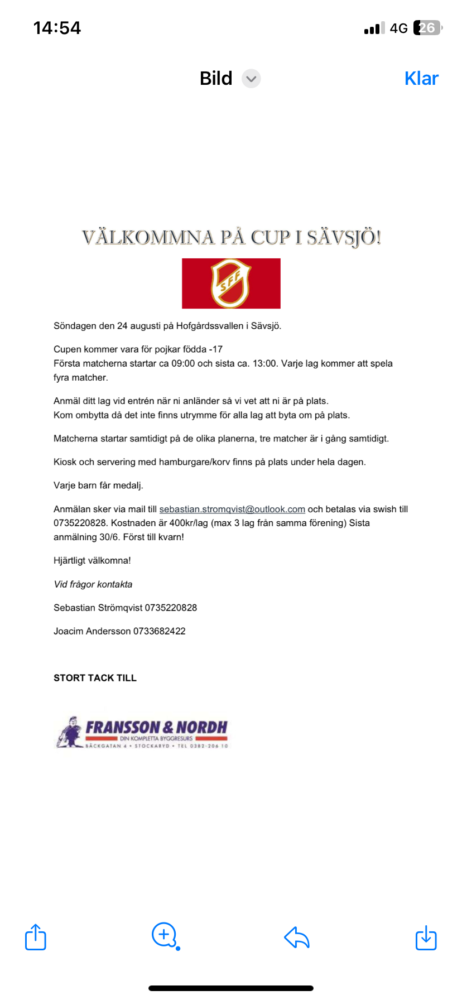 14:54
4G 26
Bild
Klar
VÄLKOMMNA PÅ CUP I SÄVSJÖ!
SFF
Söndagen den 24 augusti på Hofgårdssvallen i Sävsjö.
Cupen kommer vara för pojkar födda -17
Första matcherna startar ca 09:00 och sista ca. 13:00. Varje lag kommer att spela
fyra matcher.
Anmäl ditt lag vid entrén när ni anländer så vi vet att ni är på plats.
Kom ombytta då det inte finns utrymme för alla lag att byta om på plats.
Matcherna startar samtidigt på de olika planerna, tre matcher är i gång samtidigt.
Kiosk och servering med hamburgare/korv finns på plats under hela dagen.
Varje barn får medalj.
Anmälan sker via mail till sebastian.stromqvist@outlook.com och betalas via swish till
0735220828. Kostnaden är 400kr/lag (max 3 lag från samma förening) Sista
anmälning 30/6. Först till kvarn!
Hjärtligt välkomna!
Vid frågor kontakta
Sebastian Strömqvist 0735220828
Joacim Andersson 0733682422
STORT TACK TILL
FRANSSON & NORDH
DIN KOMPLETTA BYGGRESURS
BÄCKGATAN 4 • STOCKARYD • TEL 0382-206 10